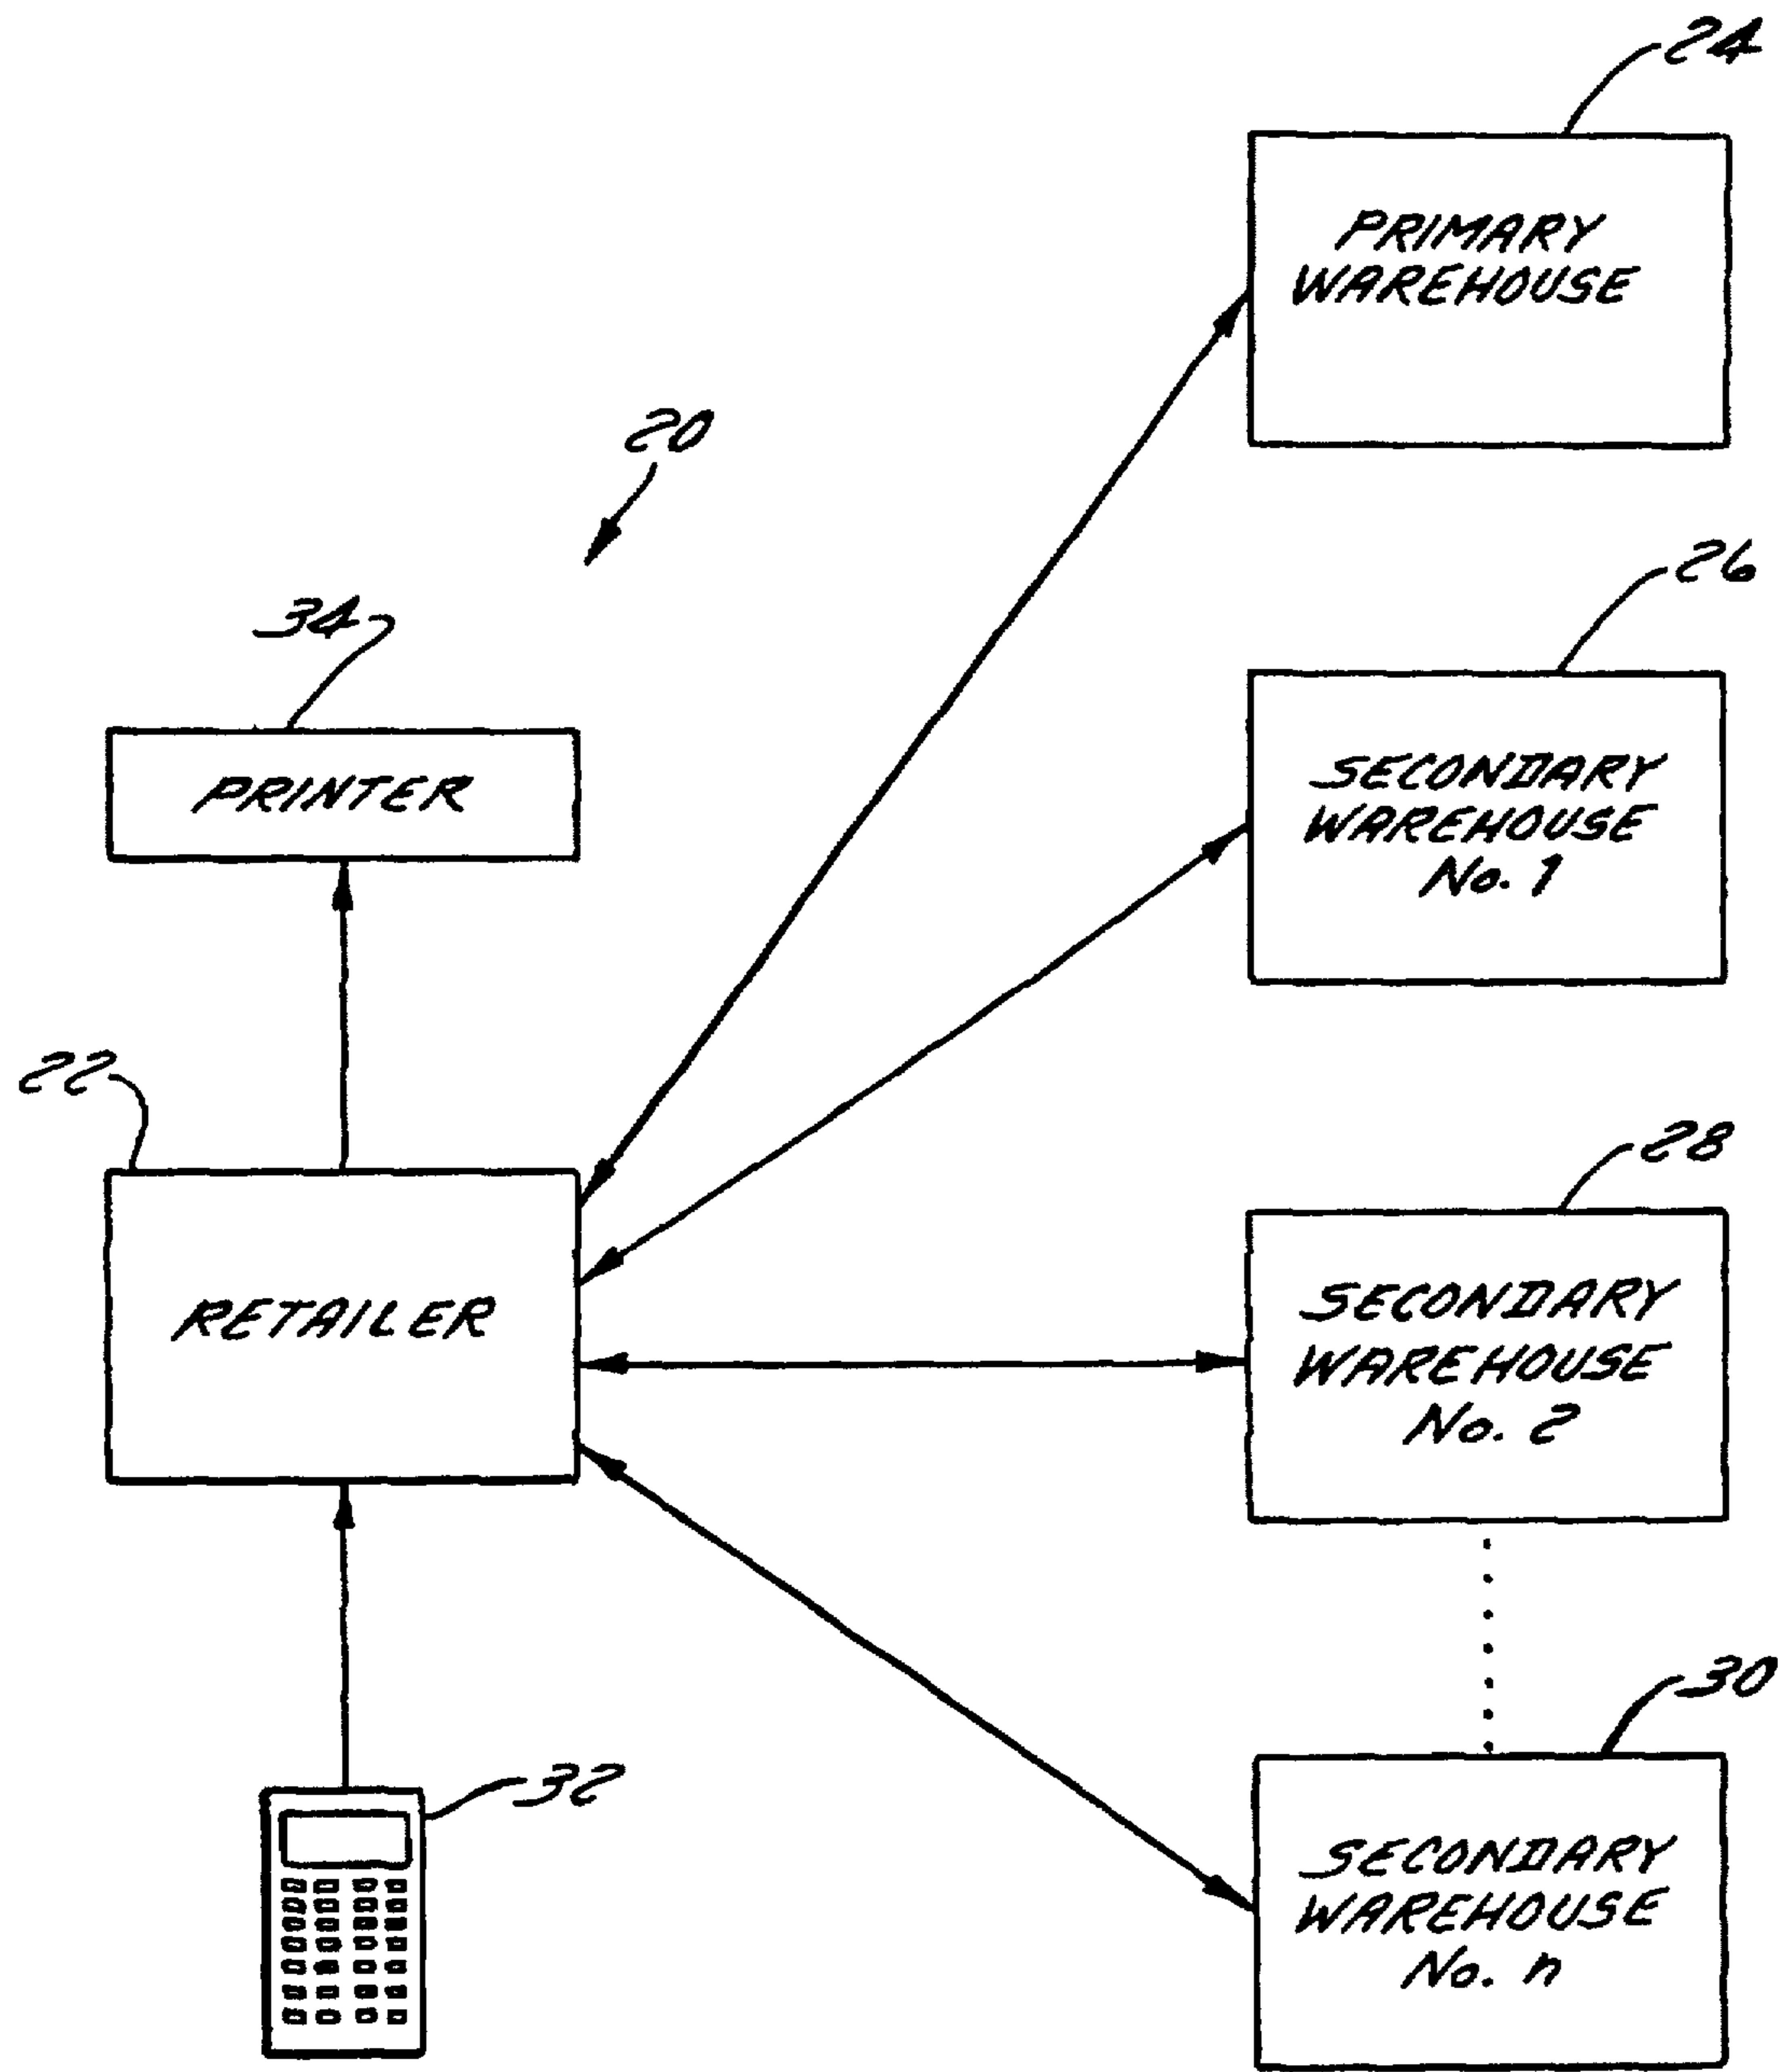 24
PRIMARY
WAREHOUSE
20
26
34
PRINTER
SECONDARY
WAREHOUSE
No. 1
22
28
RETAILER
SECONDARY
WAREHOUSE
No. 2
30
32
SECONDARY
WAREHOUSE
No. n